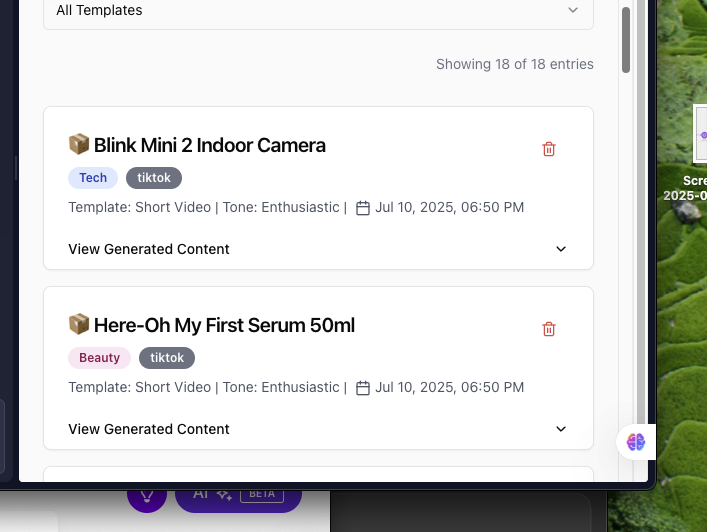 All Templates
Showing 18 of 18 entries
Blink Mini 2 Indoor Camera
Tech tiktok
Template: Short Video | Tone: Enthusiastic | Jul 10, 2025, 06:50 PM
View Generated Content
Scre
2025-0
Here-Oh My First Serum 50ml
Beauty tiktok
Template: Short Video | Tone: Enthusiastic | Jul 10, 2025, 06:50 PM
View Generated Content
AI BETA